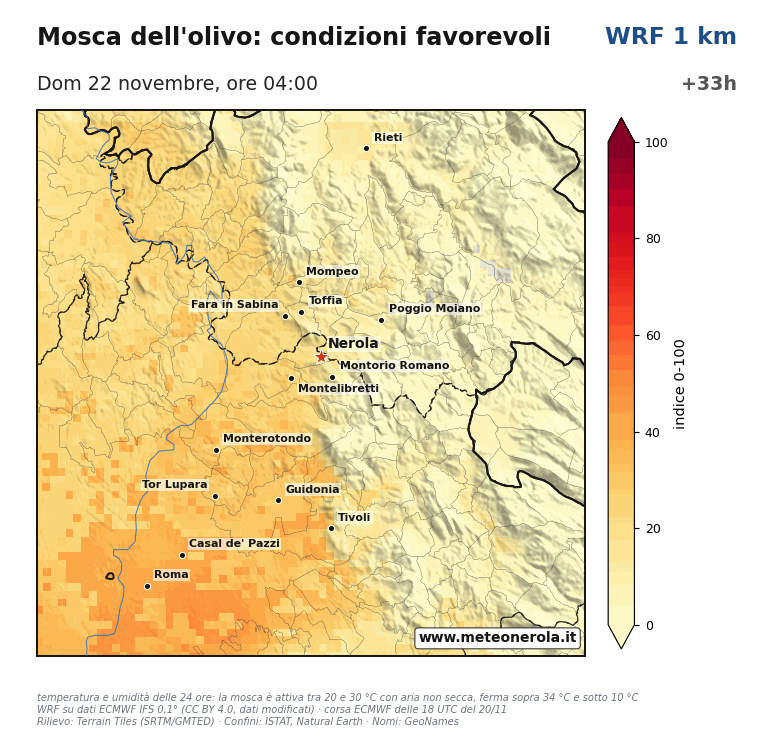 Mosca dell'olivo: condizioni favorevoli
WRF 1 km
Dom 22 novembre, ore 04:00
+33h
Rieti
Mompeo
Fara in Sabina
Toffia
Poggio Moiano
Nerola
Montorio Romano
Montelibretti
Monterotondo
Tor Lupara
Guidonia
Tivoli
Casal de' Pazzi
Roma
www.meteonerola.it
100
80
60
40
20
0
indice 0-100
temperatura e umidità delle 24 ore: la mosca è attiva tra 20 e 30 °C con aria non secca, ferma sopra 34 °C e sotto 10 °C
WRF su dati ECMWF IFS 0,1° (CC BY 4.0, dati modificati) · corsa ECMWF delle 18 UTC del 20/11
Rilievo: Terrain Tiles (SRTM/GMTED) · Confini: ISTAT, Natural Earth · Nomi: GeoNames